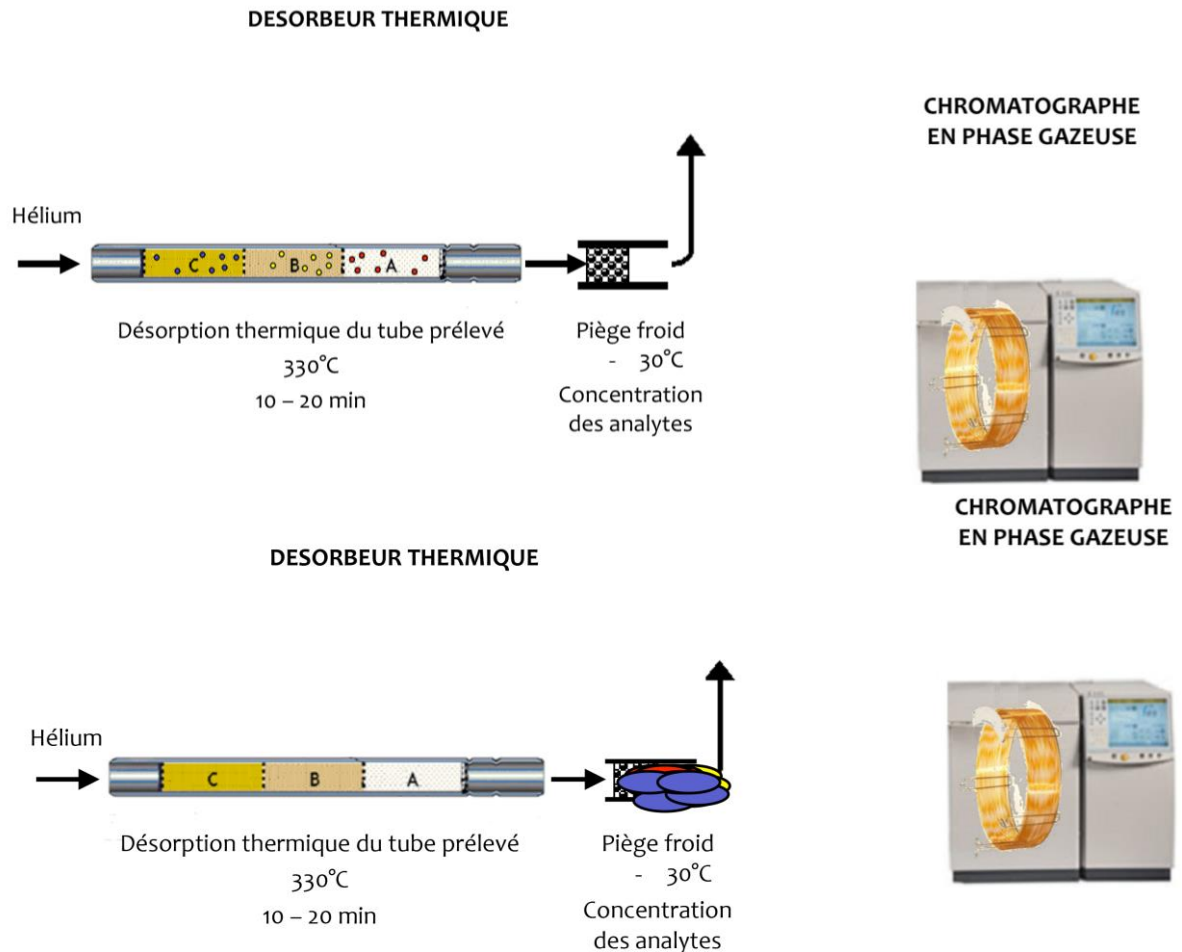 DESORBEUR THERMIQUE
CHROMATOGRAPHE
EN PHASE GAZEUSE
Hélium
C
B
A
Désorption thermique du tube prélevé
330°C
10 – 20 min
Piège froid
- 30°C
Concentration
des analytes
CHROMATOGRAPHE
EN PHASE GAZEUSE
DESORBEUR THERMIQUE
Hélium
C
B
A
Désorption thermique du tube prélevé
330°C
10 – 20 min
Piège froid
- 30°C
Concentration
des analytes